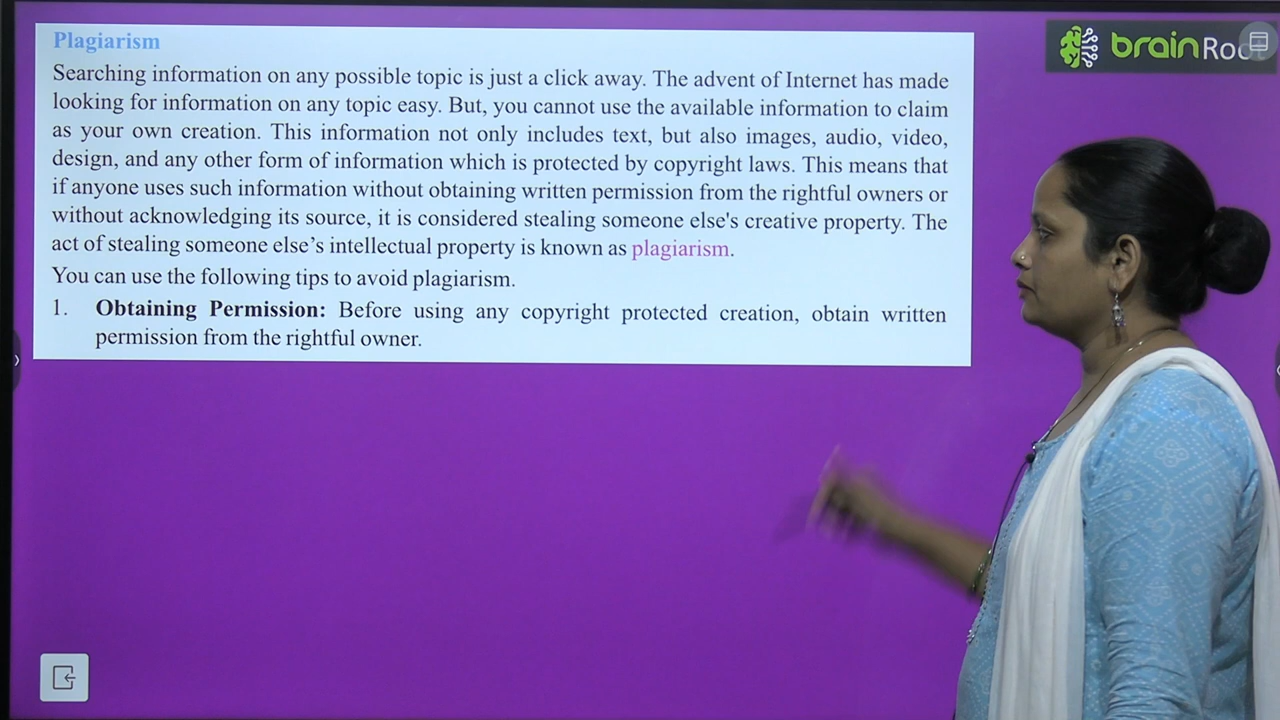 Plagiarism
brainRoot
Searching information on any possible topic is just a click away. The advent of Internet has made
looking for information on any topic easy. But, you cannot use the available information to claim
as your own creation. This information not only includes text, but also images, audio, video,
design, and any other form of information which is protected by copyright laws. This means that
if anyone uses such information without obtaining written permission from the rightful owners or
without acknowledging its source, it is considered stealing someone else's creative property. The
act of stealing someone else’s intellectual property is known as plagiarism.
You can use the following tips to avoid plagiarism.
1. Obtaining Permission: Before using any copyright protected creation, obtain written
permission from the rightful owner.